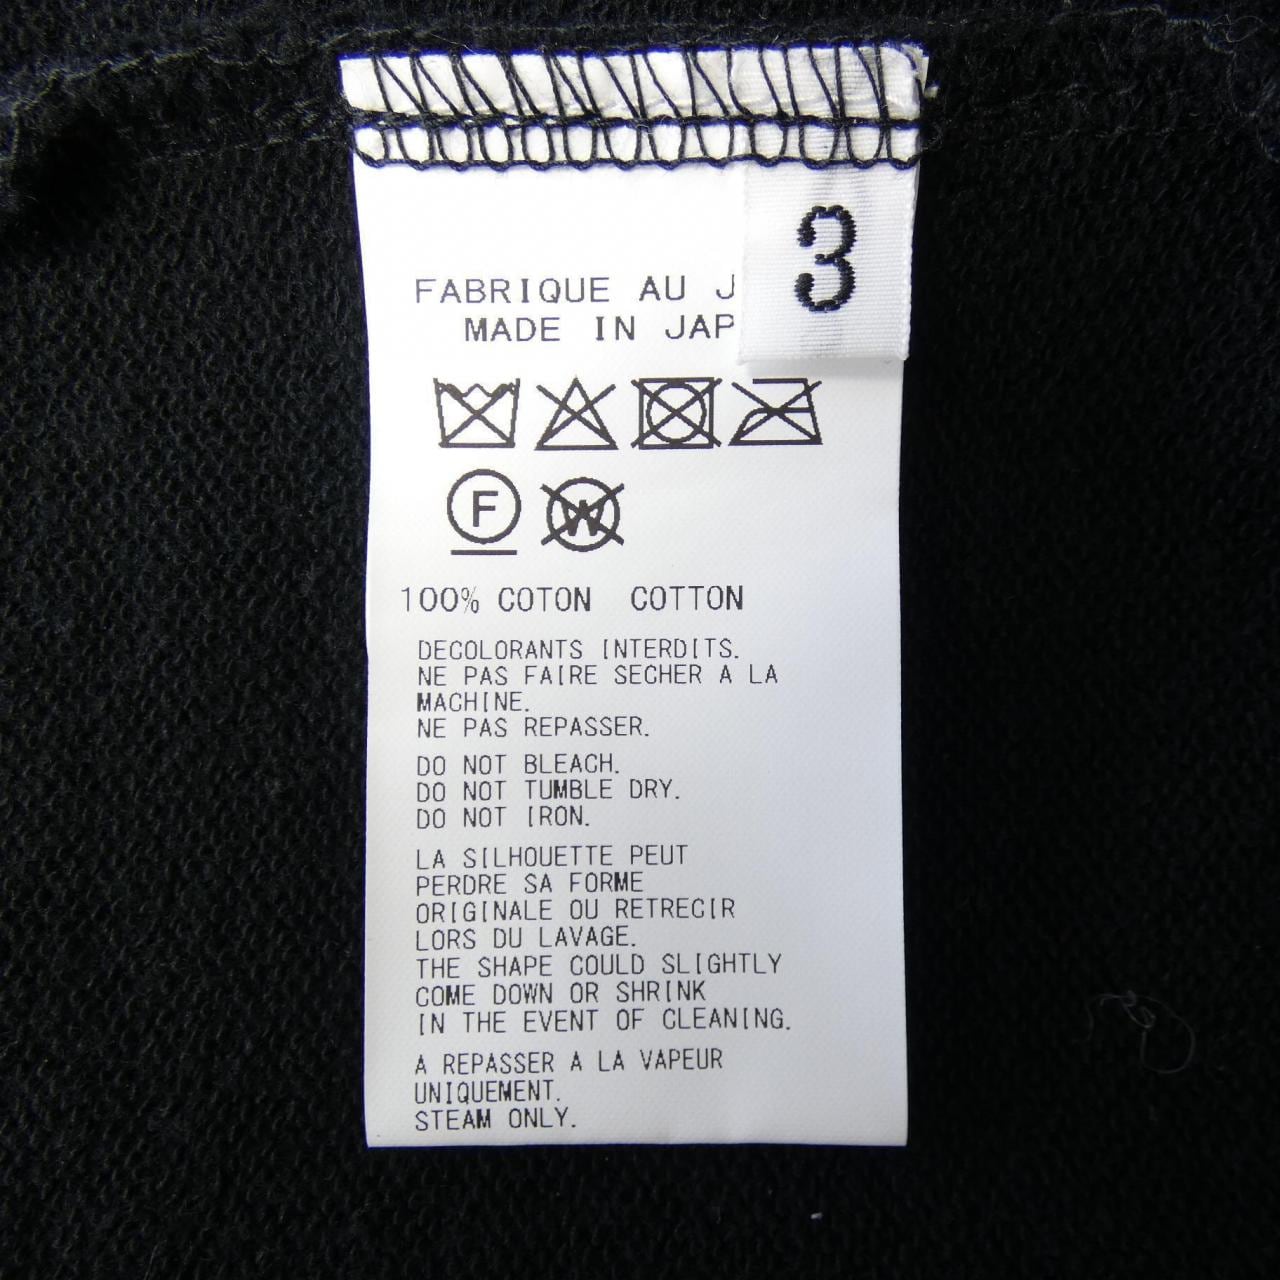 3
FABRIQUE AU J
MADE IN JAP
F
W
100% COTON COTTON
DECOLORANTS INTERDITS.
NE PAS FAIRE SECHER A LA
MACHINE.
NE PAS REPASSER.
DO NOT BLEACH.
DO NOT TUMBLE DRY.
DO NOT IRON.
LA SILHOUETTE PEUT
PERDRE SA FORME
ORIGINALE OU RETRECIR
LORS DU LAVAGE.
THE SHAPE COULD SLIGHTLY
COME DOWN OR SHRINK
IN THE EVENT OF CLEANING.
A REPASSER A LA VAPEUR
UNIQUEMENT.
STEAM ONLY.